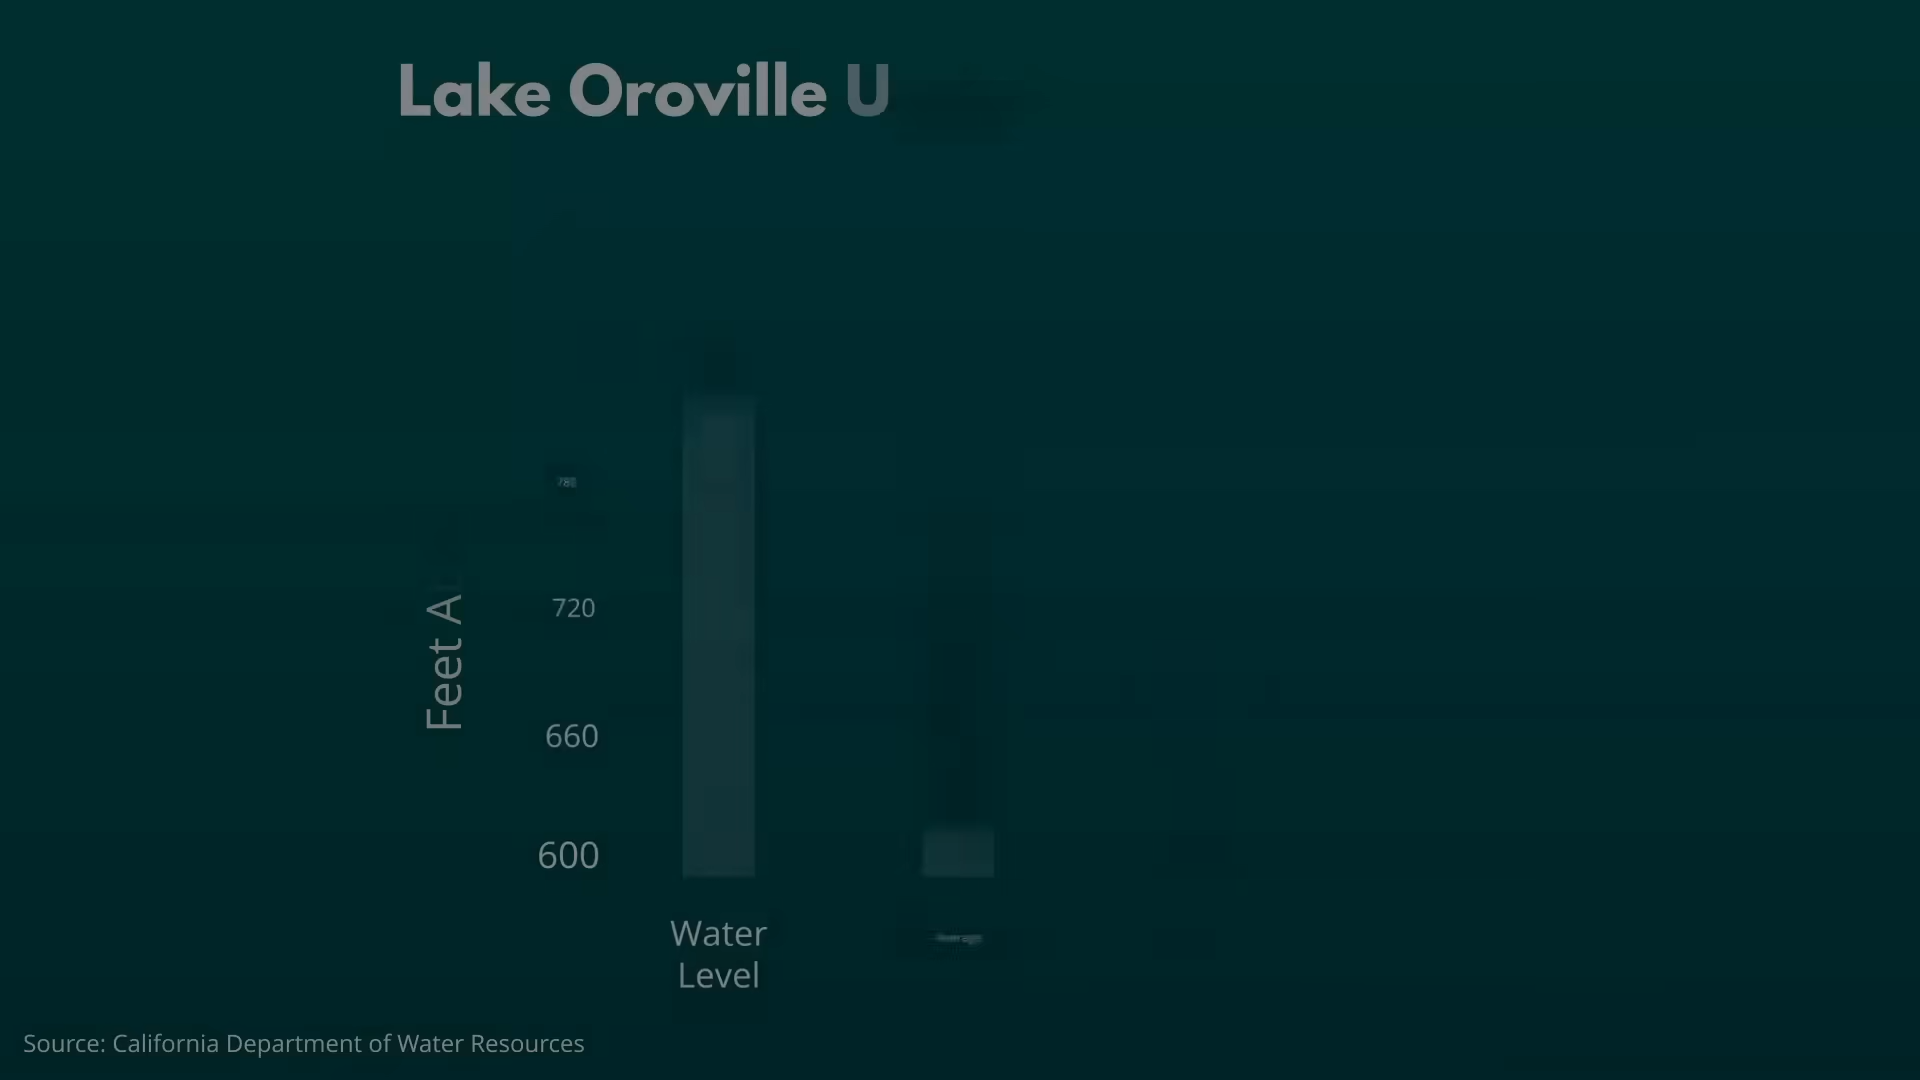 Lake Oroville U
Feet A
720
660
600
Water
Level
Source: California Department of Water Resources